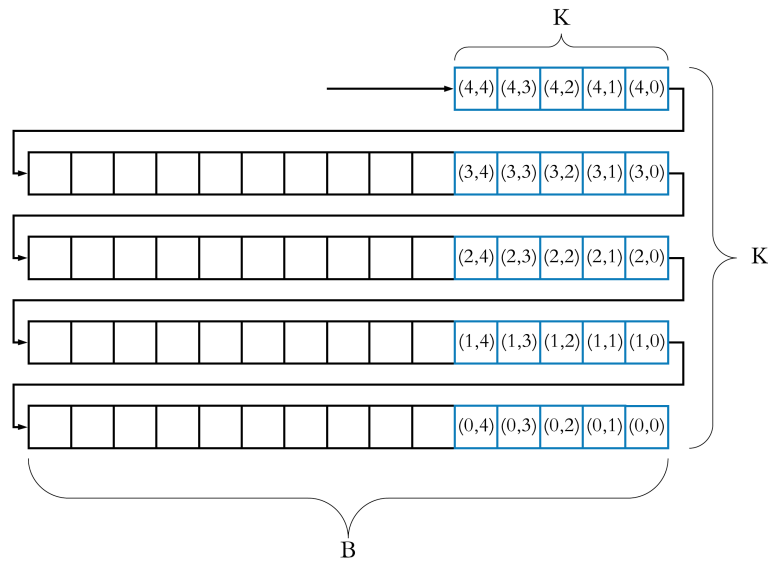 K
(4,4) (4,3) (4,2) (4,1) (4,0)
(3,4) (3,3) (3,2) (3,1) (3,0)
K
(2,4) (2,3) (2,2) (2,1) (2,0)
(1,4) (1,3) (1,2) (1,1) (1,0)
(0,4) (0,3) (0,2) (0,1) (0,0)
B